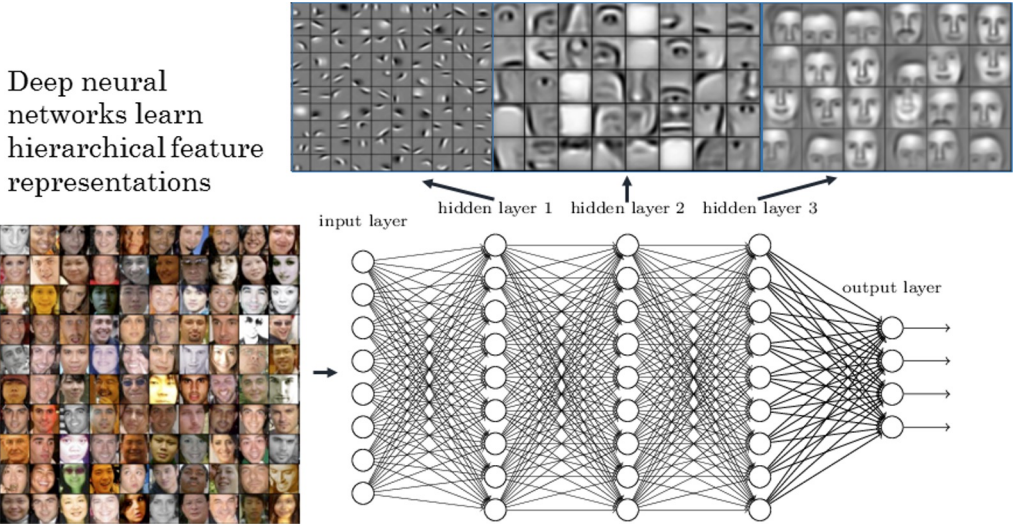 Deep neural
networks learn
hierarchical feature
representations
hidden layer 1 hidden layer 2 hidden layer 3
input layer
output layer